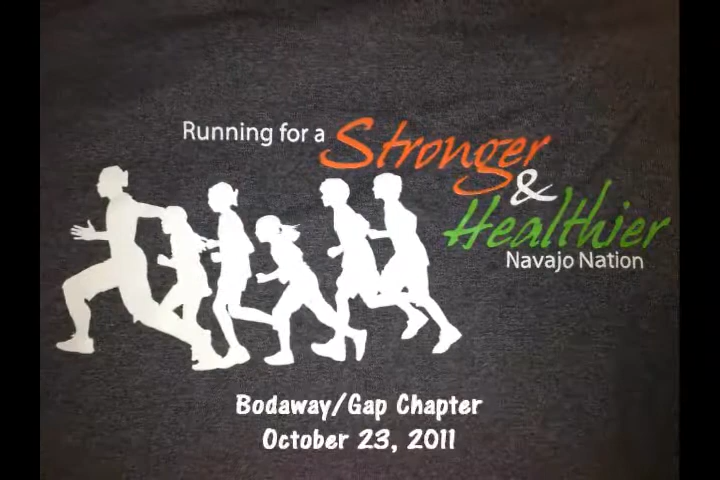 Running for a Stronger
&
Healthier
Navajo Nation
Bodaway/Gap Chapter
October 23, 2011